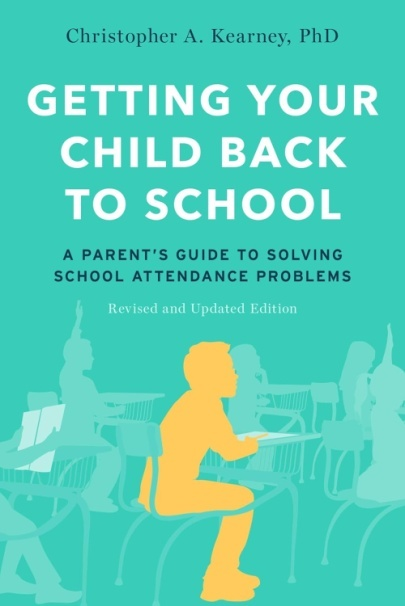 Christopher A. Kearney, PhD
GETTING YOUR
CHILD BACK
TO SCHOOL
A PARENT'S GUIDE TO SOLVING
SCHOOL ATTENDANCE PROBLEMS
Revised and Updated Edition